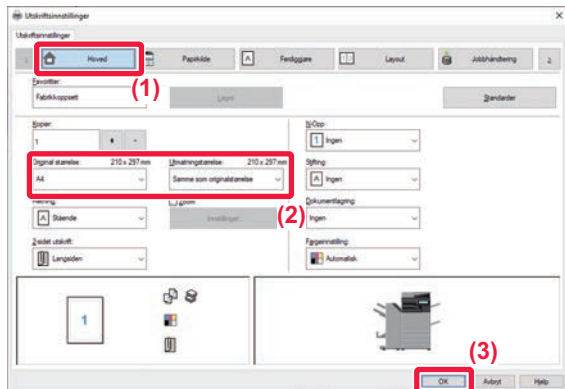 Utskriftsinnstillinger
Utskriftsinnstillinger
Hoved
Papirkilde
Ferdiggjøre
Layout
Jobbhåndtering
Favoritter:
(1)
Fabrikkoppsett
Lagre
Standarder
Kopier:
1
+
-
Original størrelse:
210 x 297 mm
A4
Utmatningstørrelse:
210 x 297 mm
Samme som originalstørrelse
(2)
Retning:
Stående
Zoom
Innstillinger...
2-sidet utskrift:
Langsiden
N-Opp:
1
Ingen
Stifting:
Ingen
Dokumentlagring:
Ingen
Fargeinnstilling:
Automatisk
1
(3)
OK
Avbryt
Hjelp